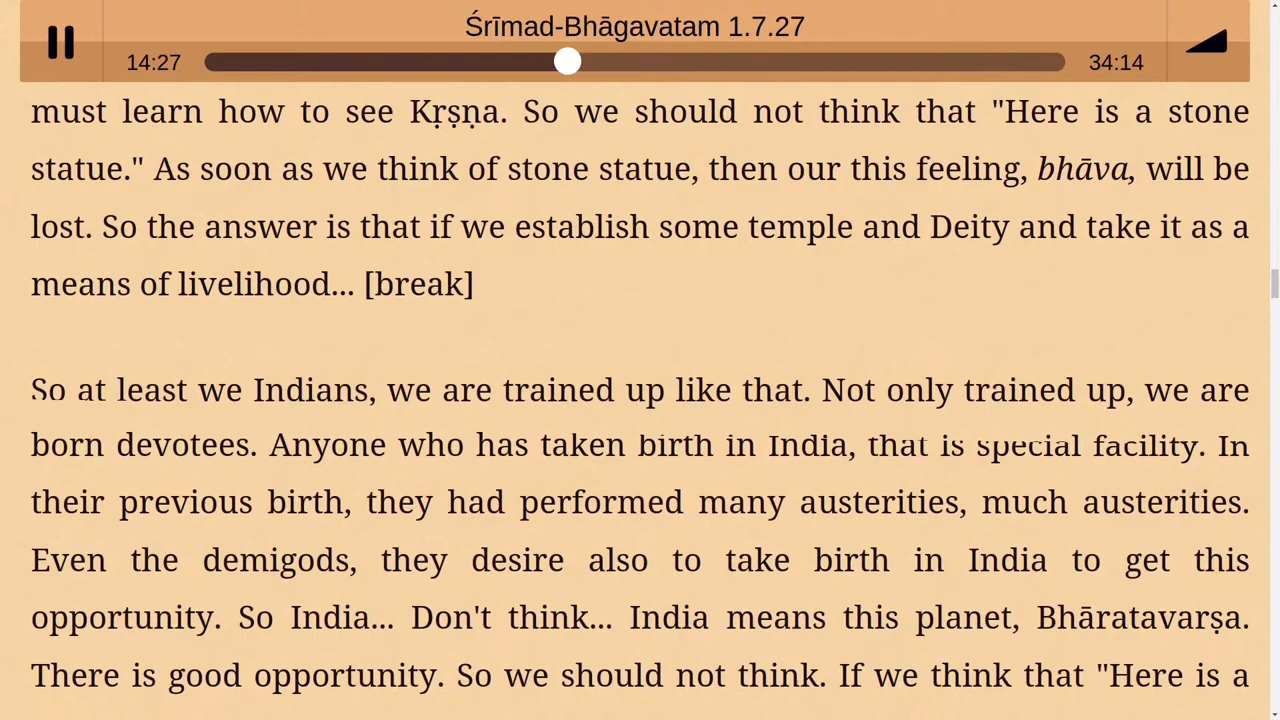 Śrīmad-Bhāgavatam 1.7.27
14:27
34:14
must learn how to see Kṛṣṇa. So we should not think that "Here is a stone
statue." As soon as we think of stone statue, then our this feeling, bhāva, will be
lost. So the answer is that if we establish some temple and Deity and take it as a
means of livelihood... [break]
So at least we Indians, we are trained up like that. Not only trained up, we are
born devotees. Anyone who has taken birth in India, that is special facility. In
their previous birth, they had performed many austerities, much austerities.
Even the demigods, they desire also to take birth in India to get this
opportunity. So India... Don't think... India means this planet, Bhāratavarṣa.
There is good opportunity. So we should not think. If we think that "Here is a